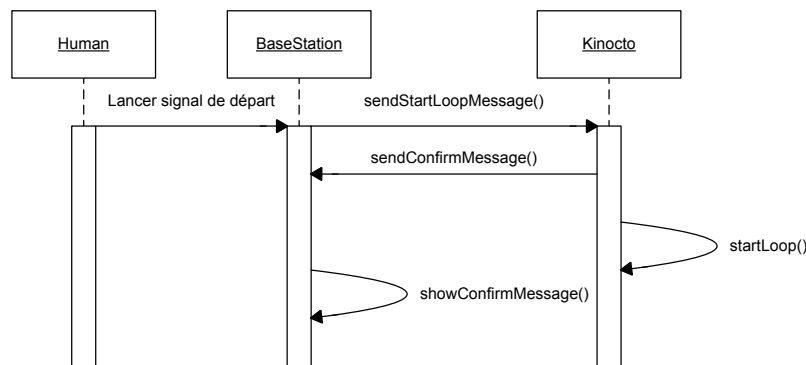 Human
BaseStation
Kinocto
Lancer signal de départ
sendStartLoopMessage()
sendConfirmMessage()
startLoop()
showConfirmMessage()